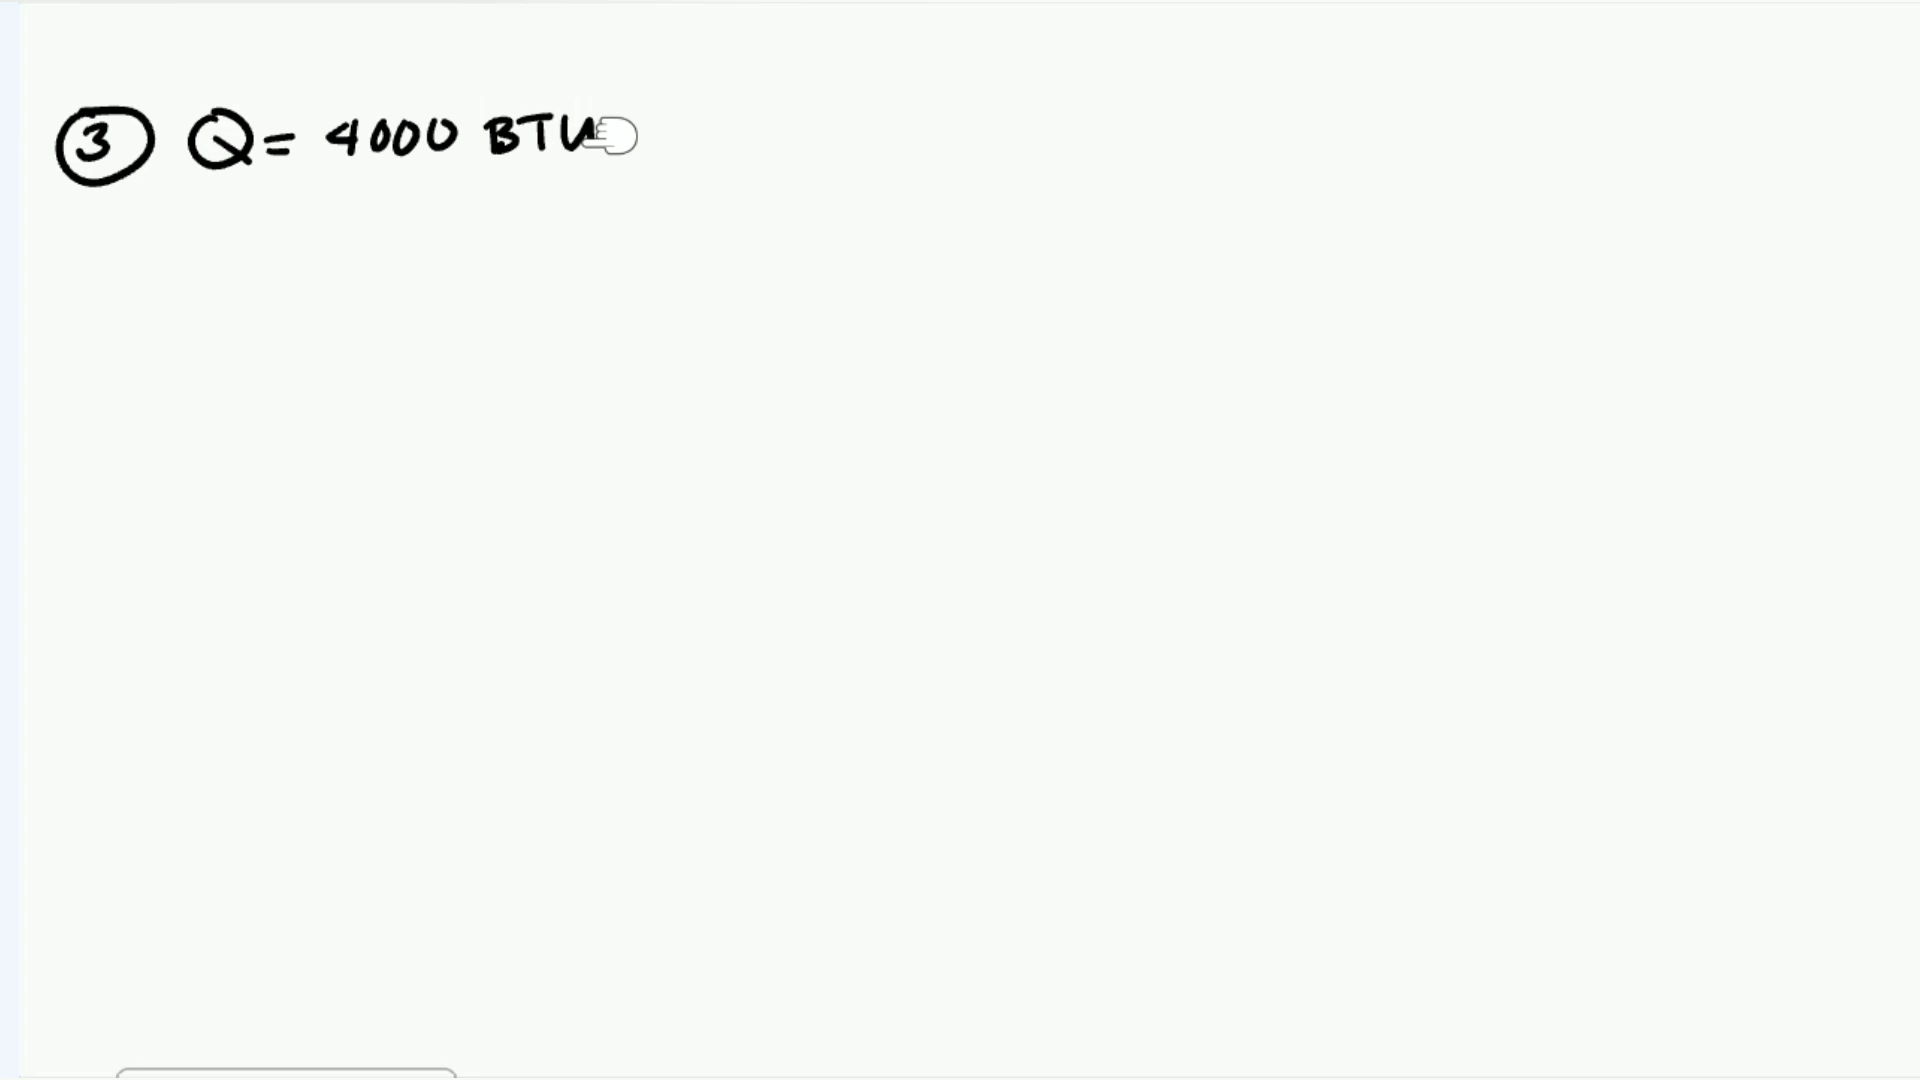 ③ Q = 4000 BTU